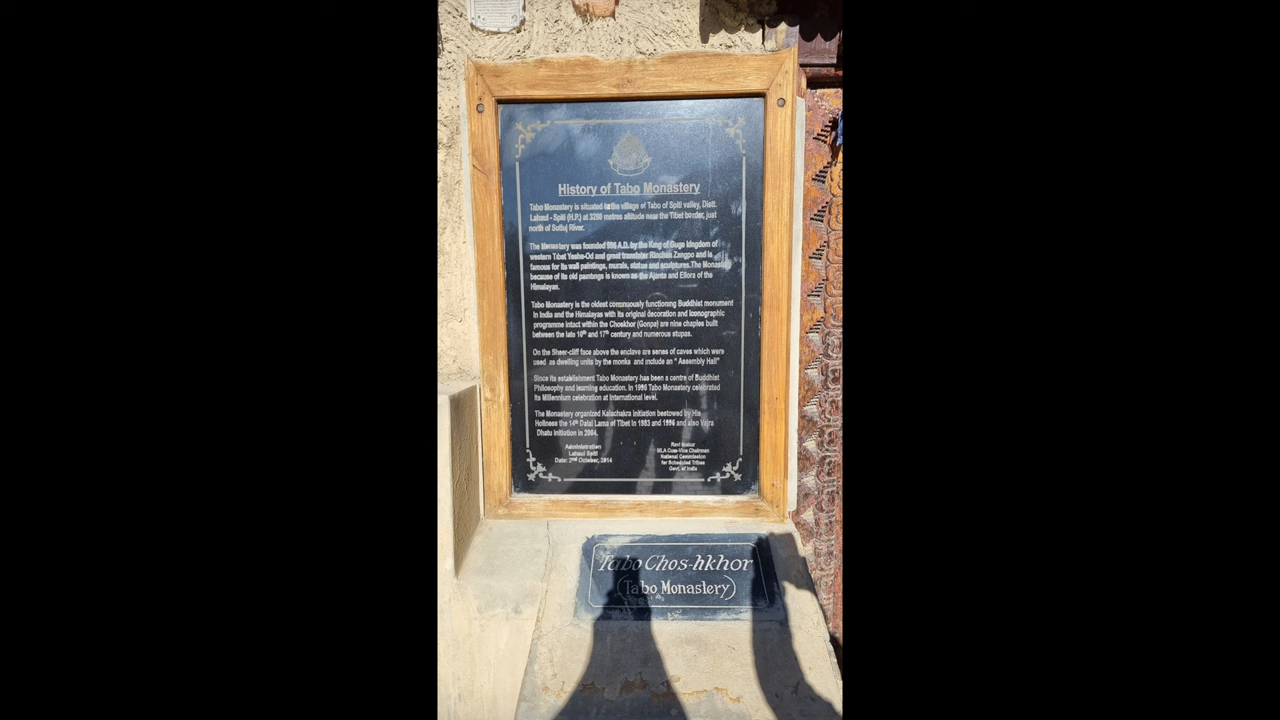 History of Tabo Monastery
Tabo Monastery is situated in the village of Tabo of Spiti valley, Distt.
Lahaul - Spiti (H.P.) at 3200 metres altitude near the Tibet border, just
north of Sutluj River.
The Monastery was founded 996 A.D. by the King of Guge kingdom of
western Tibet Yeshe-Od and great translater Rinchen Zangpo and is
famous for its wall paintings, murals, statue and sculptures.The Monastery
because of its old paintings is known as the Ajanta and Ellora of the
Himalayas.
Tabo Monastery is the oldest continuously functioning Buddhist monument
in India and the Himalayas with its original decoration and Iconographic
programme intact within the Choskhor (Gonpa) are nine chaples built
between the late 10th and 17th century and numerous stupas.
On the Sheer-cliff face above the enclave are series of caves which were
used as dwelling units by the monks and include an " Assembly Hall"
Since its establishment Tabo Monastery has been a centre of Buddhist
Philosophy and learning education. In 1996 Tabo Monastery celebrated
its Millennium celebration at International level.
The Monastery organized Kalachakra initiation bestowed by His
Holiness the 14th Dalai Lama of Tibet in 1983 and 1996 and also Vajra
Dhatu initiation in 2004.
Administration
Lahaul Spiti
Date: 2nd October, 2014
Ravi
MLA Cum-Vice Chairman
National Commission
for Scheduled Tribes
Govt. of India
Tabo Chos-hkhor
(Tabo Monastery)